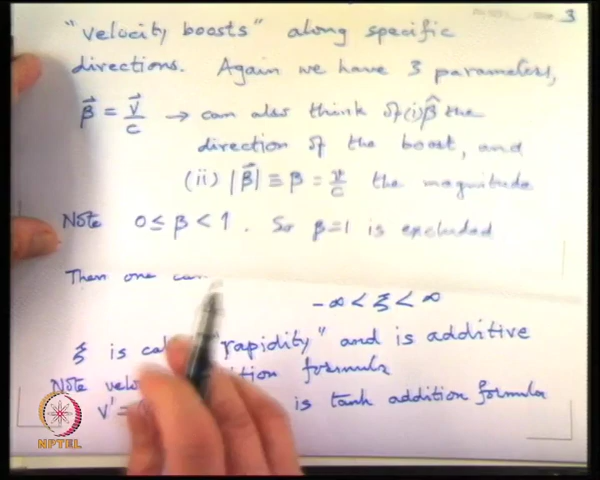 3
"velocity boosts" along specific
directions. Again we have 3 parameters,
β⃗ = v⃗/c → can also think of (i) β̂ the
direction of the boost, and
(ii) |β⃗| ≡ β = v/c the magnitude
Note 0 ≤ β < 1. So β=1 is excluded
Then one can
-∞ < ξ < ∞
ξ is "rapidity" and is additive
Note formula
v' = is tanh addition formula
NPTEL